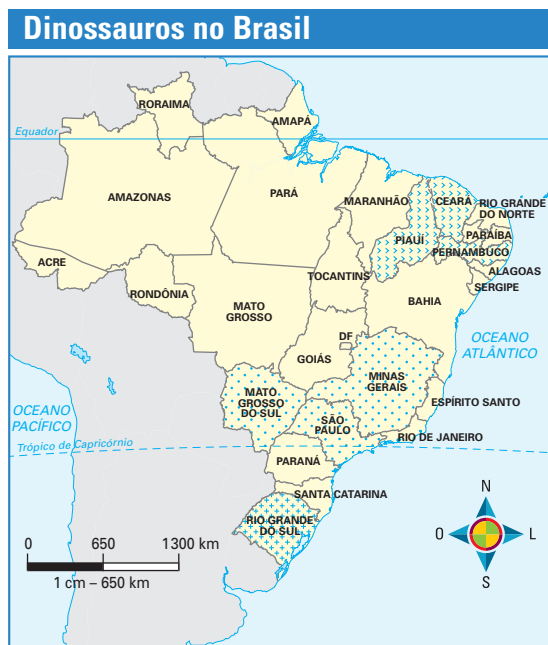 Dinossauros no Brasil
RORAIMA
AMAPÁ
Equador
AMAZONAS
PARÁ
MARANHÃO
CEARÁ
RIO GRANDE
DO NORTE
PARAÍBA
PIAUÍ
PERNAMBUCO
ACRE
ALAGOAS
TOCANTINS
SERGIPE
RONDÔNIA
BAHIA
MATO
GROSSO
DF
GOIÁS
OCEANO
ATLÂNTICO
MINAS
GERAIS
MATO
GROSSO
DO SUL
ESPÍRITO SANTO
OCEANO
PACÍFICO
SÃO
PAULO
RIO DE JANEIRO
Trópico de Capricórnio
PARANÁ
SANTA CATARINA
RIO GRANDE
DO SUL
N
O
L
S
0 650 1300 km
1 cm – 650 km